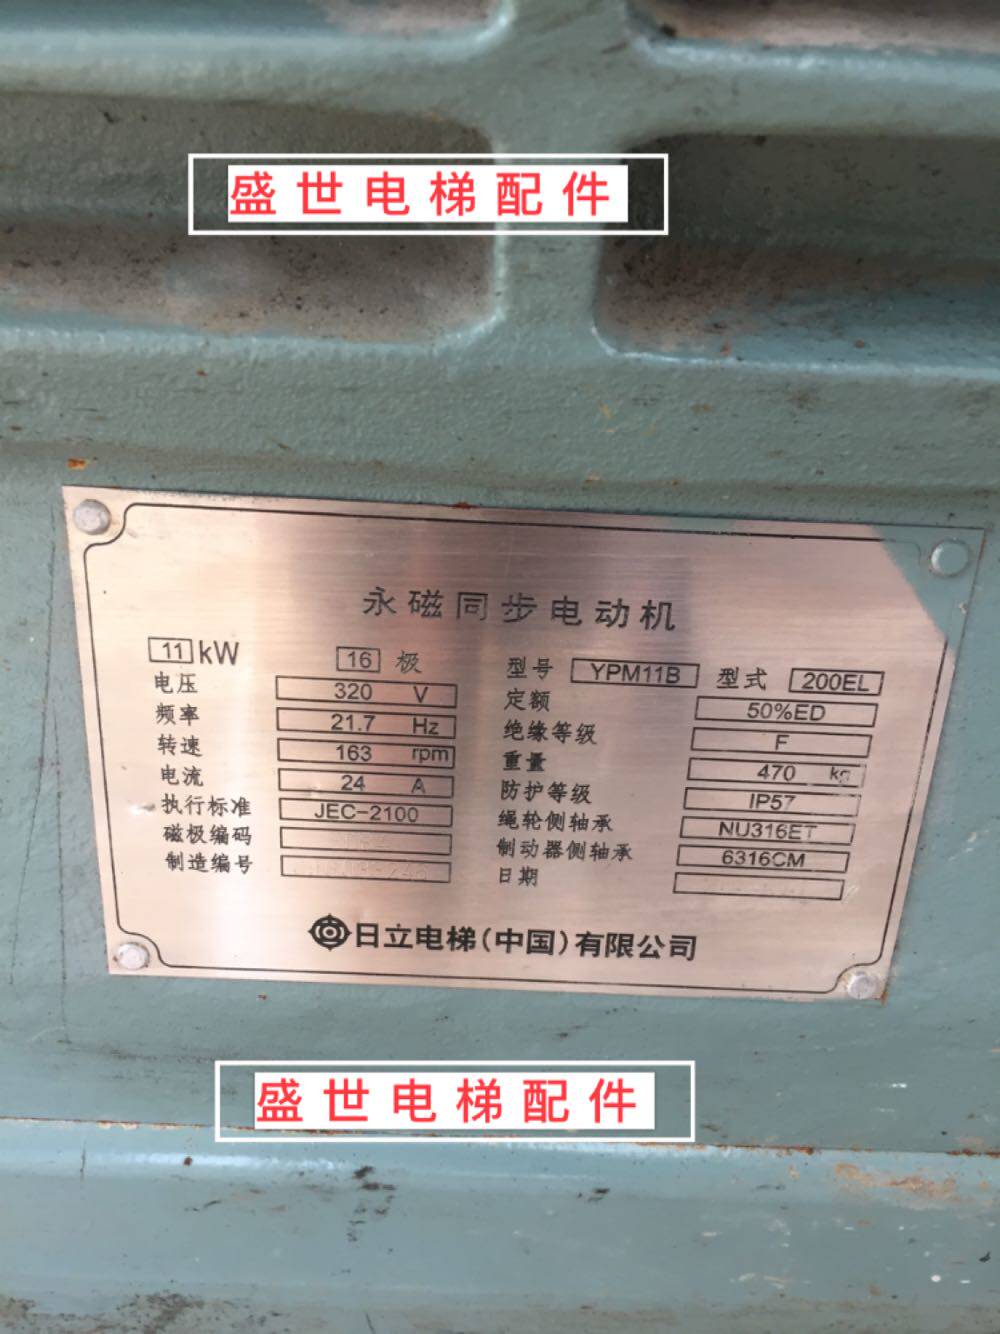 盛世电梯配件
永磁同步电动机
11 kW 16 极
电压 320 V
频率 21.7 Hz
转速 163 rpm
电流 24 A
执行标准 JEC-2100
磁极编码
制造编号
型号 YPM11B 型式 200EL
定额 50%ED
绝缘等级 F
重量 470 kg
防护等级 IP57
绳轮侧轴承 NU316ET
制动器侧轴承 6316CM
日期
日立电梯(中国)有限公司
盛世电梯配件